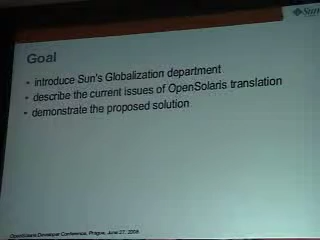 Sun
Goal
- introduce Sun's Globalization department
- describe the current issues of OpenSolaris translation
- demonstrate the proposed solution
OpenSolaris Developer Conference, Prague, June 27, 2008